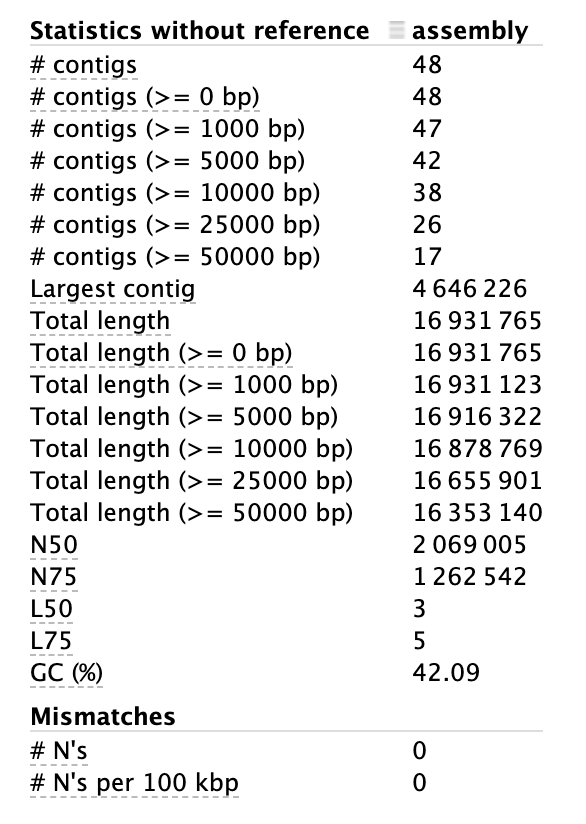 Statistics without reference assembly
# contigs 48
# contigs (>= 0 bp) 48
# contigs (>= 1000 bp) 47
# contigs (>= 5000 bp) 42
# contigs (>= 10000 bp) 38
# contigs (>= 25000 bp) 26
# contigs (>= 50000 bp) 17
Largest contig 4 646 226
Total length 16 931 765
Total length (>= 0 bp) 16 931 765
Total length (>= 1000 bp) 16 931 123
Total length (>= 5000 bp) 16 916 322
Total length (>= 10000 bp) 16 878 769
Total length (>= 25000 bp) 16 655 901
Total length (>= 50000 bp) 16 353 140
N50 2 069 005
N75 1 262 542
L50 3
L75 5
GC (%) 42.09
Mismatches
# N's 0
# N's per 100 kbp 0